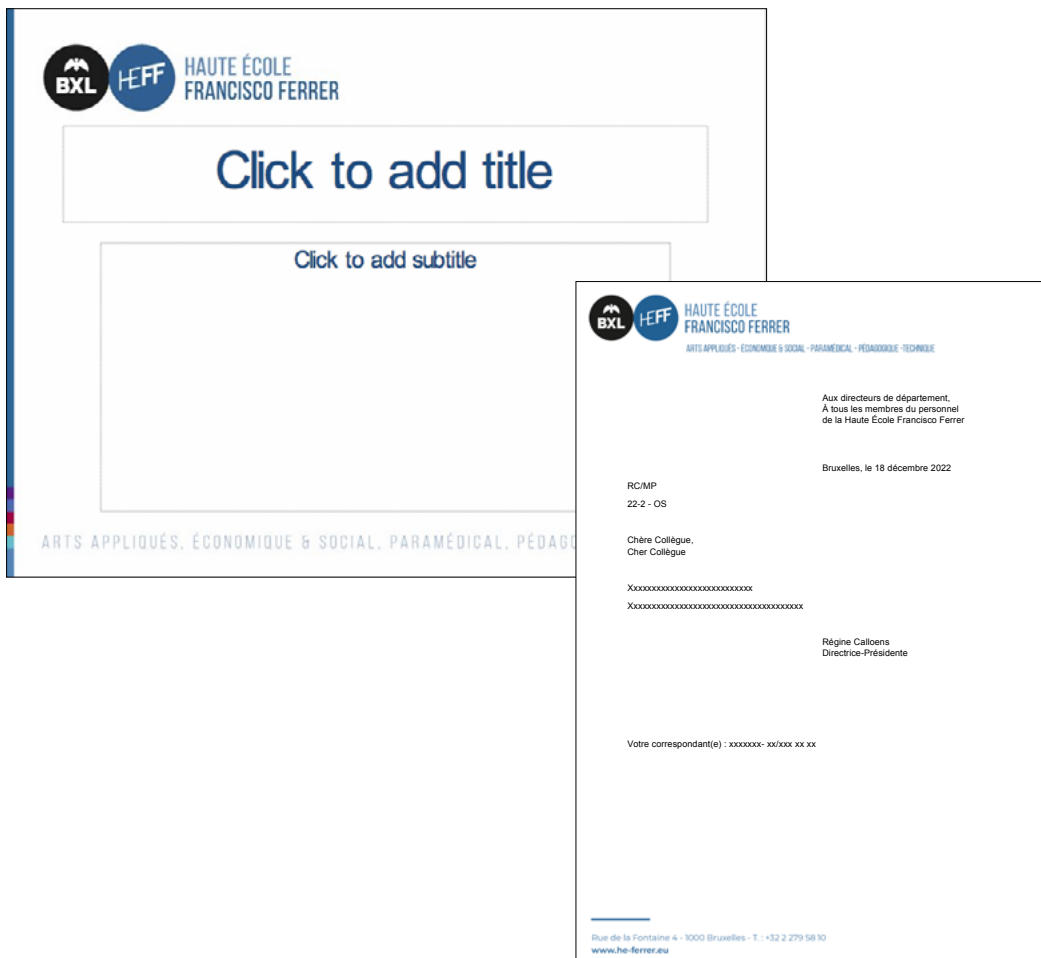 BXL
HEFF
HAUTE ÉCOLE
FRANCISCO FERRER
Click to add title
Click to add subtitle
ARTS APPLIQUÉS, ÉCONOMIQUE & SOCIAL, PARAMÉDICAL,
BXL
HEFF
HAUTE ÉCOLE
FRANCISCO FERRER
ARTS APPLIQUÉS - ÉCONOMIQUE & SOCIAL - PARAMÉDICAL - PÉDAGOGIQUE -TECHNIQUE
Aux directeurs de département,
À tous les membres du personnel
de la Haute École Francisco Ferrer
Bruxelles, le 18 décembre 2022
RC/MP
22-2 - OS
Chère Collègue,
Cher Collègue
Xxxxxxxxxxxxxxxxxxxxxxxxxxx
Xxxxxxxxxxxxxxxxxxxxxxxxxxxxxxxxxxxxxx
Régine Calloens
Directrice-Présidente
Votre correspondant(e) : xxxxxxx- xx/xxx xx xx
Rue de la Fontaine 4 - 1000 Bruxelles - T. : +32 2 279 58 10
www.he-ferrer.eu